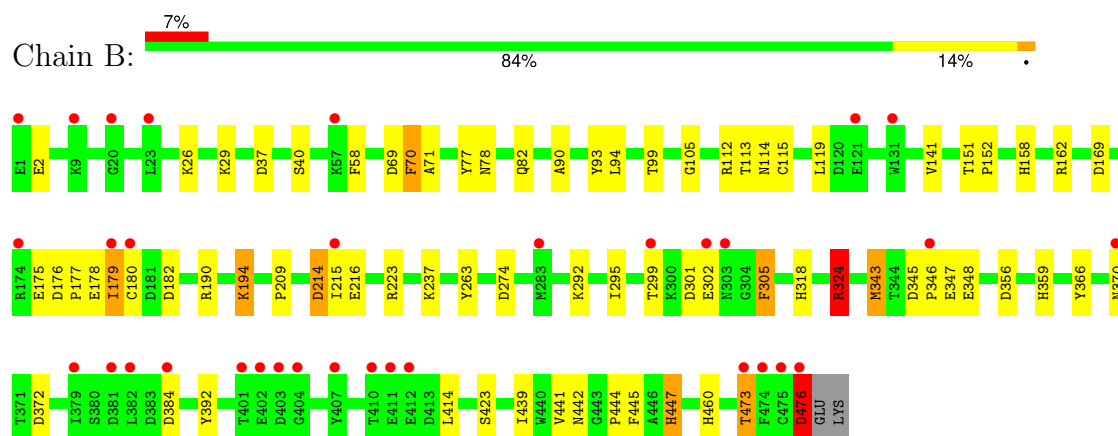 7%
Chain B:
84% 14% •
E1 E2 K9 G20 L23 K26 K29 D37 S40 K57 F58 D69 F70 A71 Y77 N78 Q82 A90 Y93 L94 T99 G105 R112 T113 N114 C115 L119 D120 E121 W131 V141 T151 P152 H158 R162 D169
R174 E175 D176 P177 E178 I179 C180 D181 D182 R190 K194 P209 D214 I215 E216 R223 K237 Y263 D274 M283 K292 I295 T299 K300 D301 E302 N303 G304 F305 H318 R324 M343 T344 D345 P346 E347 E348 D356 H359 Y366 N370
T371 D372 I379 S380 D381 L382 D383 D384 Y392 T401 E402 D403 G404 Y407 T410 E411 E412 D413 L414 S423 I439 W440 V441 N442 G443 P444 F445 A446 H447 H460 T473 F474 C475 D476 GLU LYS